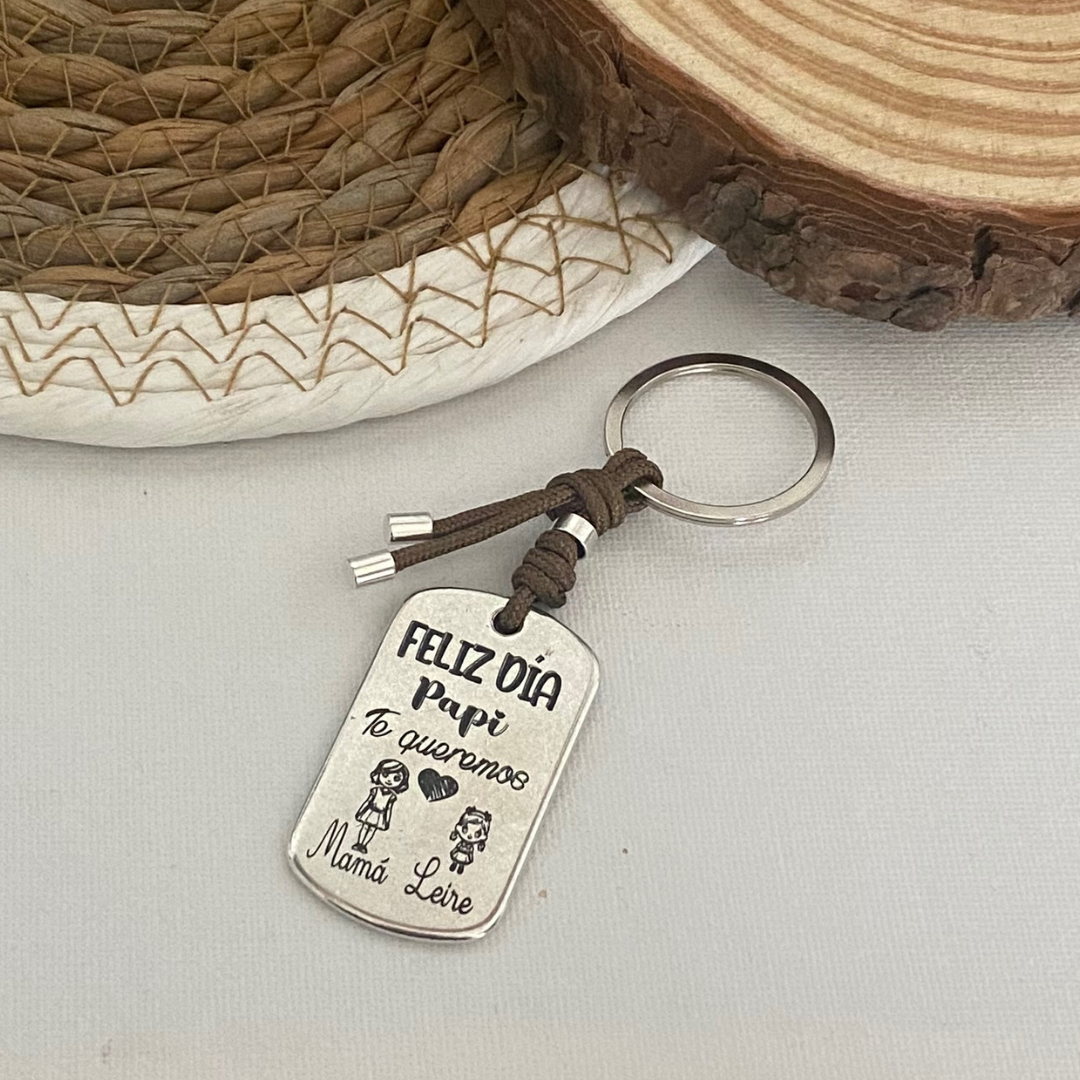 FELIZ DÍA
Papi
Te queremos
Mamá Leire